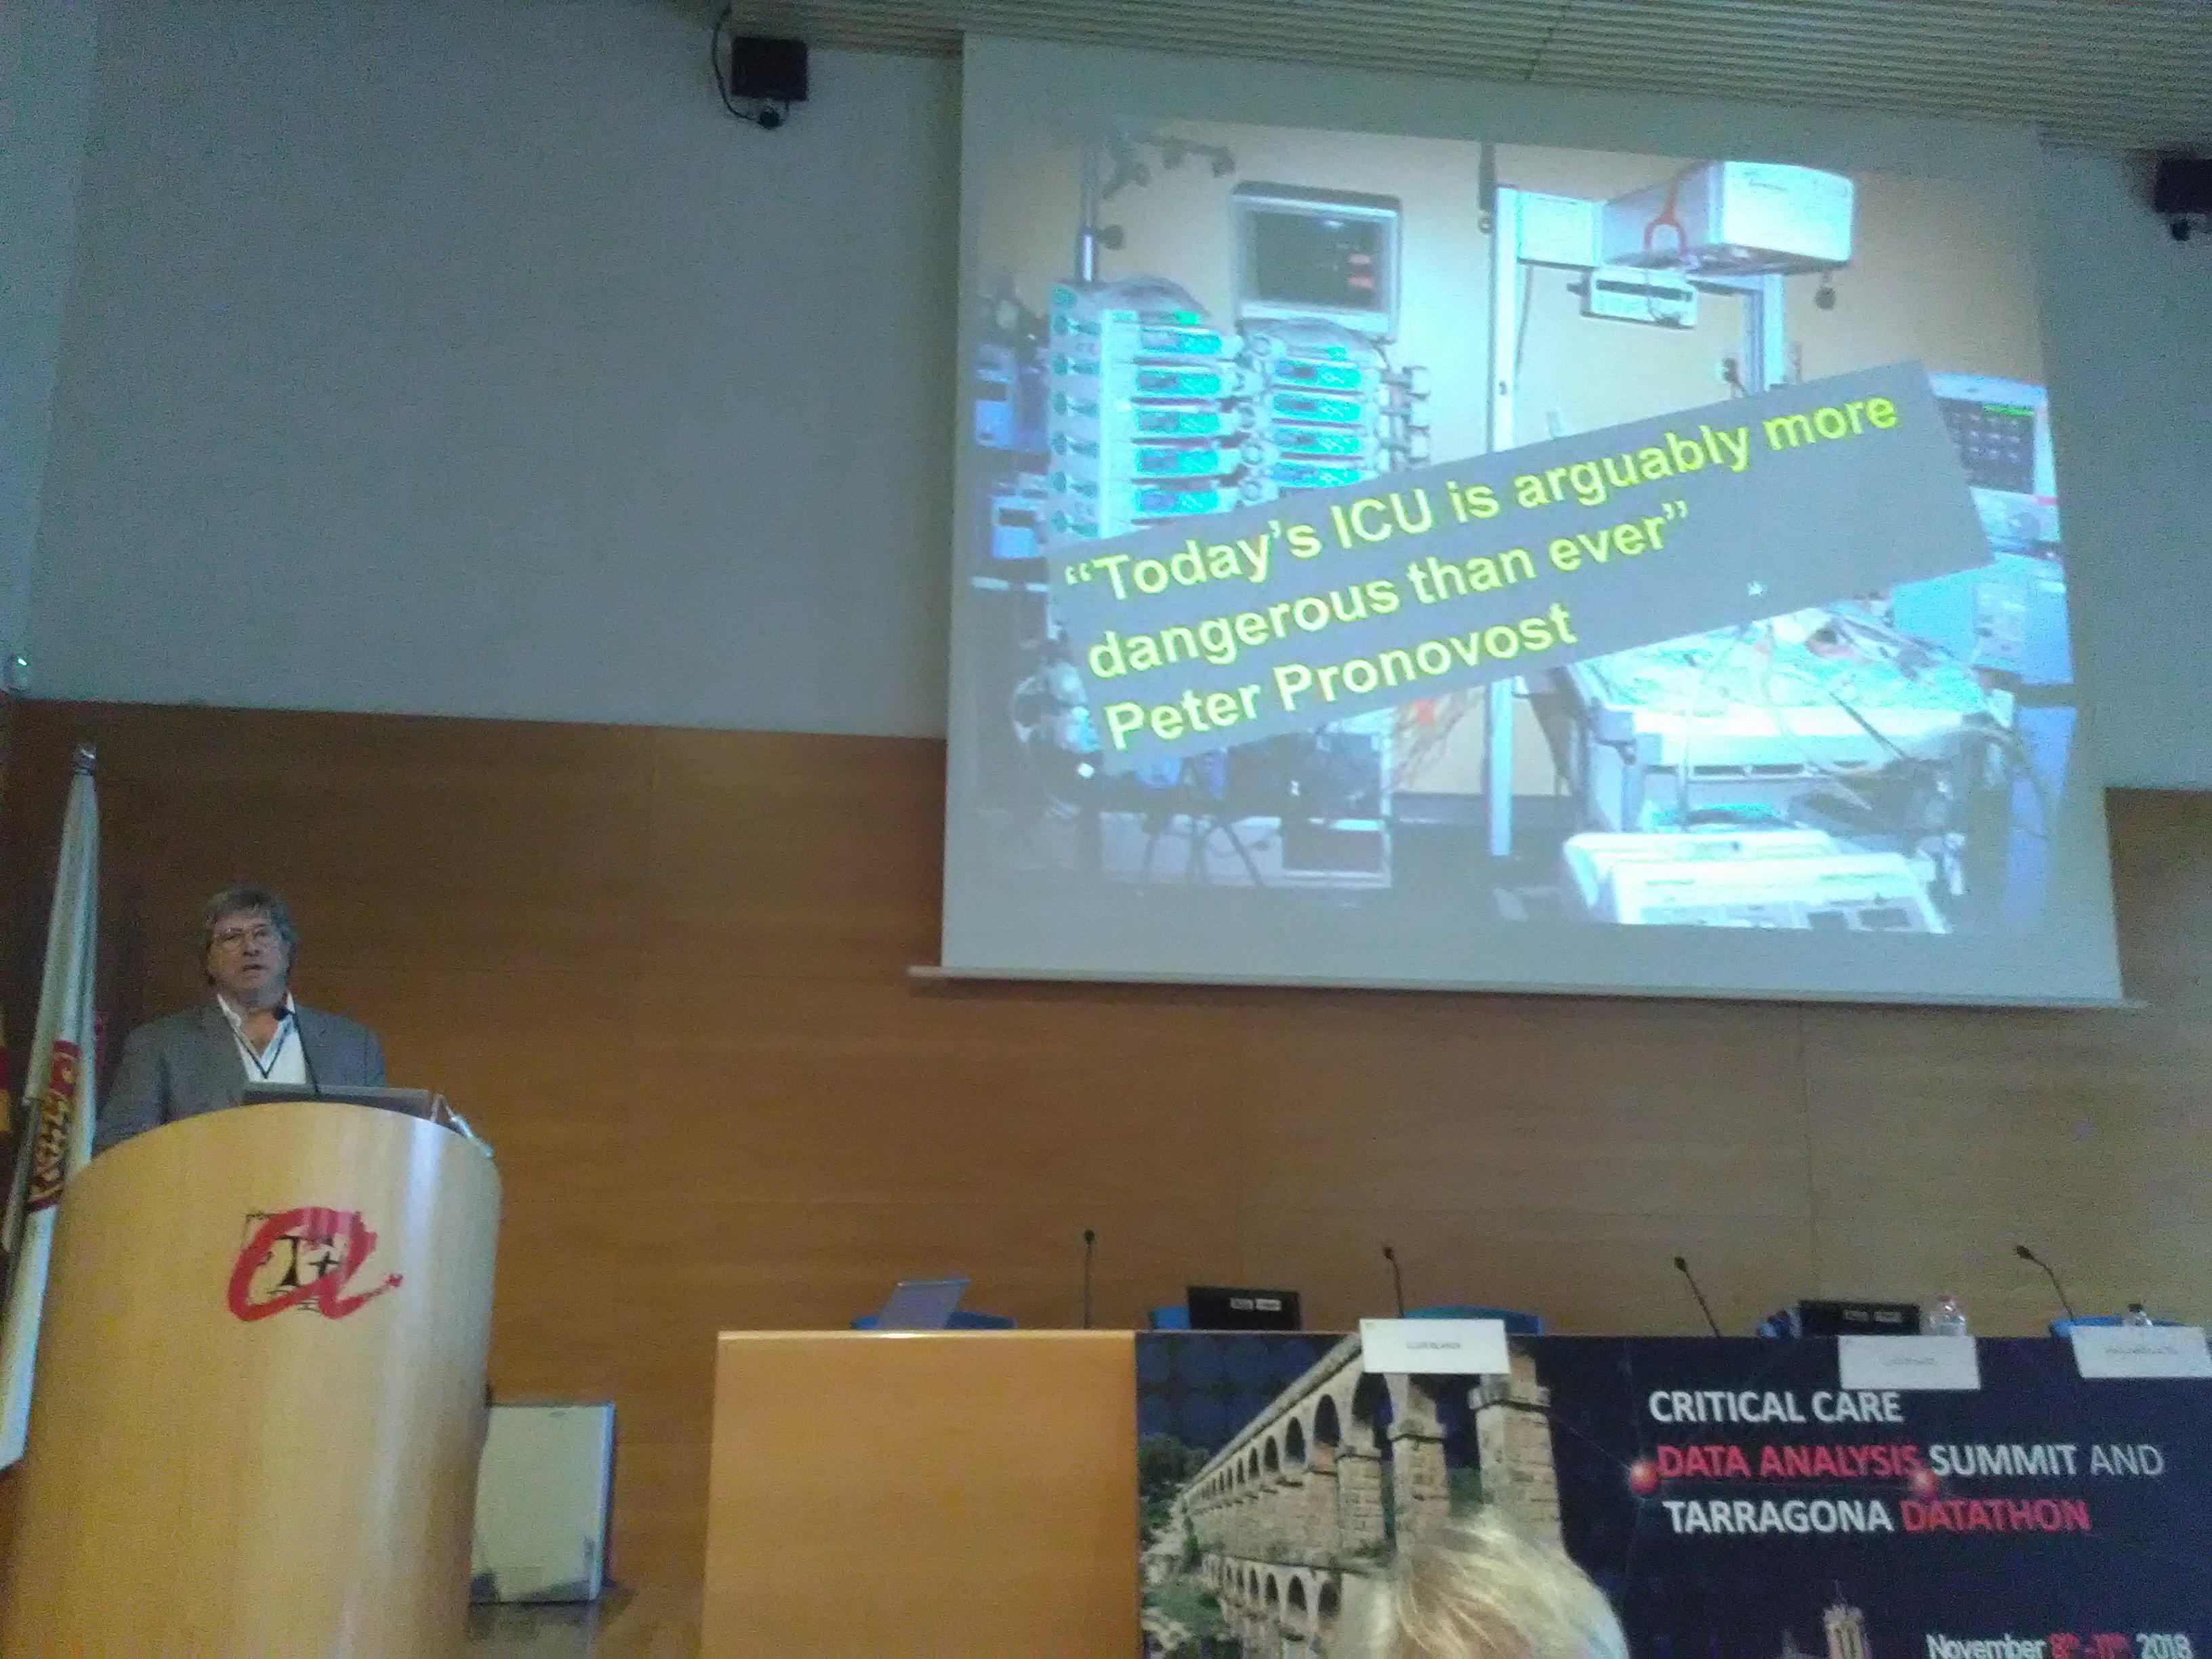 “Today’s ICU is arguably more
dangerous than ever”
Peter Pronovost
CRITICAL CARE
DATA ANALYSIS SUMMIT AND
TARRAGONA DATATHON
November 8th -11th 2018